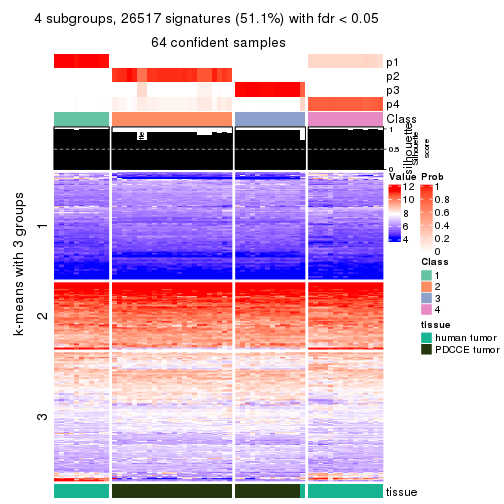 4 subgroups, 26517 signatures (51.1%) with fdr < 0.05
64 confident samples
p1
p2
p3
p4
Class
silhouette
Silhouette
score
1
0.5
0
k-means with 3 groups
1
2
3
Value
12
10
8
6
4
Prob
1
0.8
0.6
0.4
0.2
0
Class
1
2
3
4
tissue
human tumor
PDCCE tumor
tissue